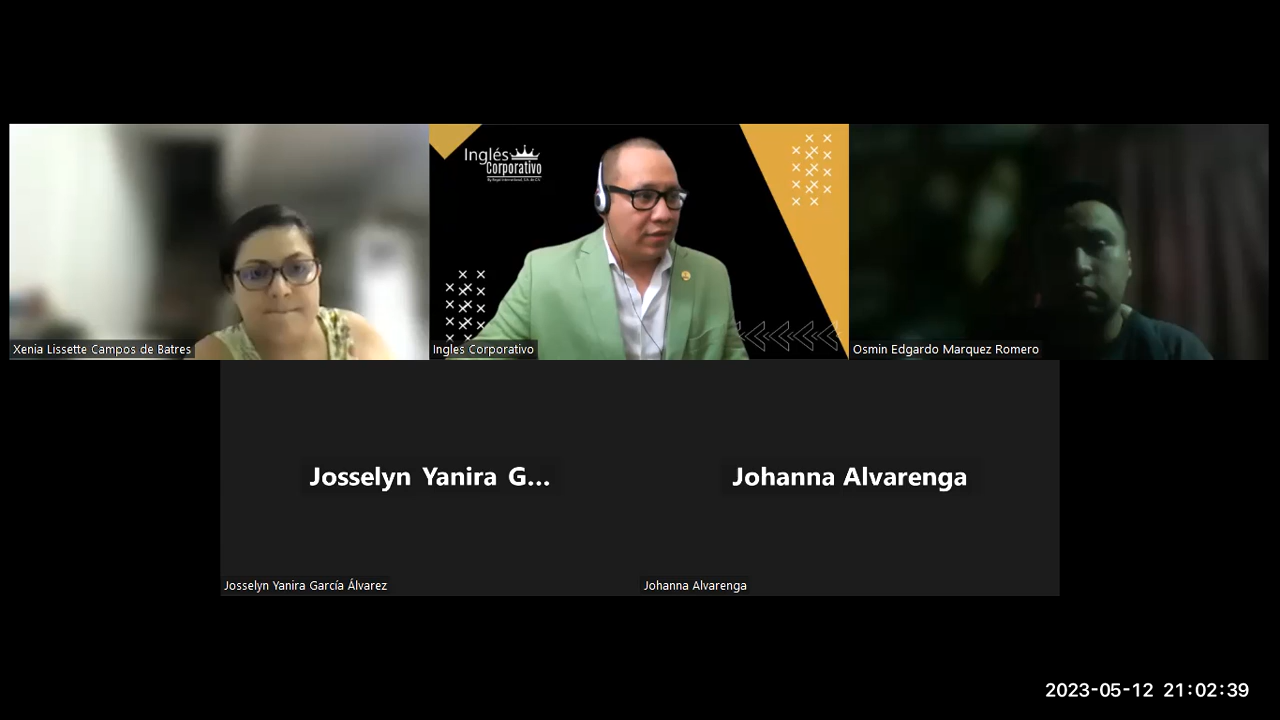 Inglés
Corporativo
Xenia Lissette Campos de Batres
Ingles Corporativo
Osmin Edgardo Marquez Romero
Josselyn Yanira G...
Johanna Alvarenga
Josselyn Yanira García Álvarez
Johanna Alvarenga
2023-05-12 21:02:39